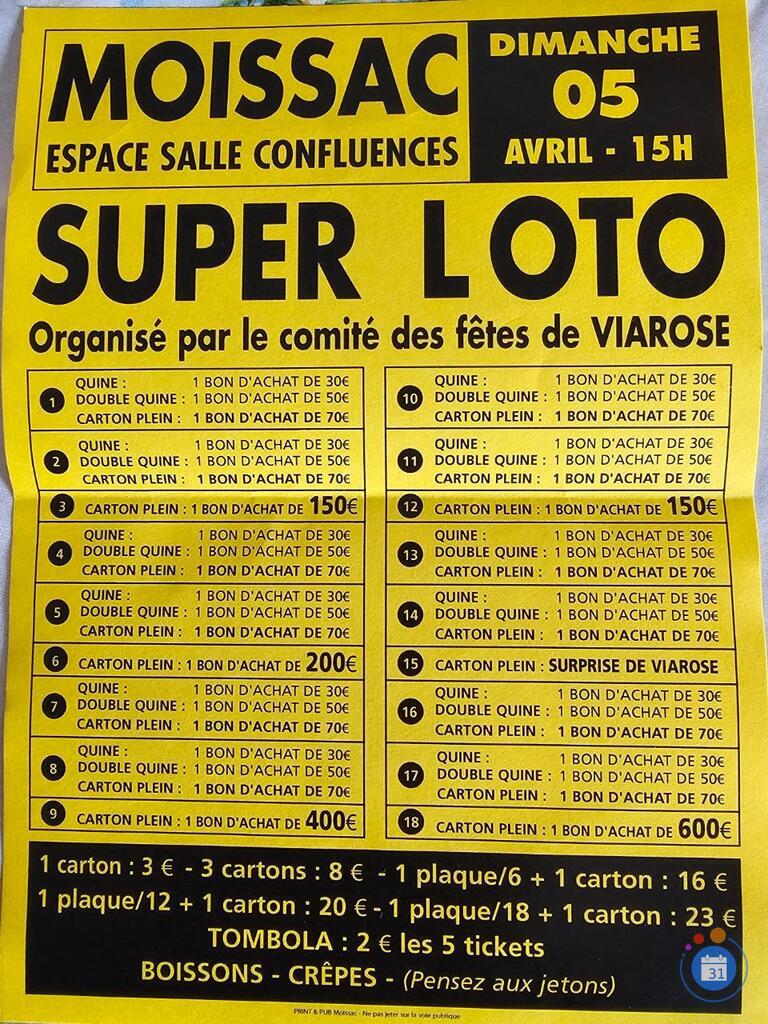 MOISSAC
ESPACE SALLE CONFLUENCES
DIMANCHE
05
AVRIL - 15H
SUPER LOTO
Organisé par le comité des fêtes de VIAROSE
1
QUINE : 1 BON D'ACHAT DE 30€
DOUBLE QUINE : 1 BON D'ACHAT DE 50€
CARTON PLEIN : 1 BON D'ACHAT DE 70€
2
QUINE : 1 BON D'ACHAT DE 30€
DOUBLE QUINE : 1 BON D'ACHAT DE 50€
CARTON PLEIN : 1 BON D'ACHAT DE 70€
3 CARTON PLEIN : 1 BON D'ACHAT DE 150€
4
QUINE : 1 BON D'ACHAT DE 30€
DOUBLE QUINE : 1 BON D'ACHAT DE 50€
CARTON PLEIN : 1 BON D'ACHAT DE 70€
5
QUINE : 1 BON D'ACHAT DE 30€
DOUBLE QUINE : 1 BON D'ACHAT DE 50€
CARTON PLEIN : 1 BON D'ACHAT DE 70€
6 CARTON PLEIN : 1 BON D'ACHAT DE 200€
7
QUINE : 1 BON D'ACHAT DE 30€
DOUBLE QUINE : 1 BON D'ACHAT DE 50€
CARTON PLEIN : 1 BON D'ACHAT DE 70€
8
QUINE : 1 BON D'ACHAT DE 30€
DOUBLE QUINE : 1 BON D'ACHAT DE 50€
CARTON PLEIN : 1 BON D'ACHAT DE 70€
9 CARTON PLEIN : 1 BON D'ACHAT DE 400€
10
QUINE : 1 BON D'ACHAT DE 30€
DOUBLE QUINE : 1 BON D'ACHAT DE 50€
CARTON PLEIN : 1 BON D'ACHAT DE 70€
11
QUINE : 1 BON D'ACHAT DE 30€
DOUBLE QUINE : 1 BON D'ACHAT DE 50€
CARTON PLEIN : 1 BON D'ACHAT DE 70€
12 CARTON PLEIN : 1 BON D'ACHAT DE 150€
13
QUINE : 1 BON D'ACHAT DE 30€
DOUBLE QUINE : 1 BON D'ACHAT DE 50€
CARTON PLEIN : 1 BON D'ACHAT DE 70€
14
QUINE : 1 BON D'ACHAT DE 30€
DOUBLE QUINE : 1 BON D'ACHAT DE 50€
CARTON PLEIN : 1 BON D'ACHAT DE 70€
15 CARTON PLEIN : SURPRISE DE VIAROSE
16
QUINE : 1 BON D'ACHAT DE 30€
DOUBLE QUINE : 1 BON D'ACHAT DE 50€
CARTON PLEIN : 1 BON D'ACHAT DE 70€
17
QUINE : 1 BON D'ACHAT DE 30€
DOUBLE QUINE : 1 BON D'ACHAT DE 50€
CARTON PLEIN : 1 BON D'ACHAT DE 70€
18 CARTON PLEIN : 1 BON D'ACHAT DE 600€
1 carton : 3 € - 3 cartons : 8 € - 1 plaque/6 + 1 carton : 16 €
1 plaque/12 + 1 carton : 20 € - 1 plaque/18 + 1 carton : 23 €
TOMBOLA : 2 € les 5 tickets
BOISSONS - CRÊPES - (Pensez aux jetons)
PRINT & PUB Moissac - Ne pas jeter sur la voie publique
31